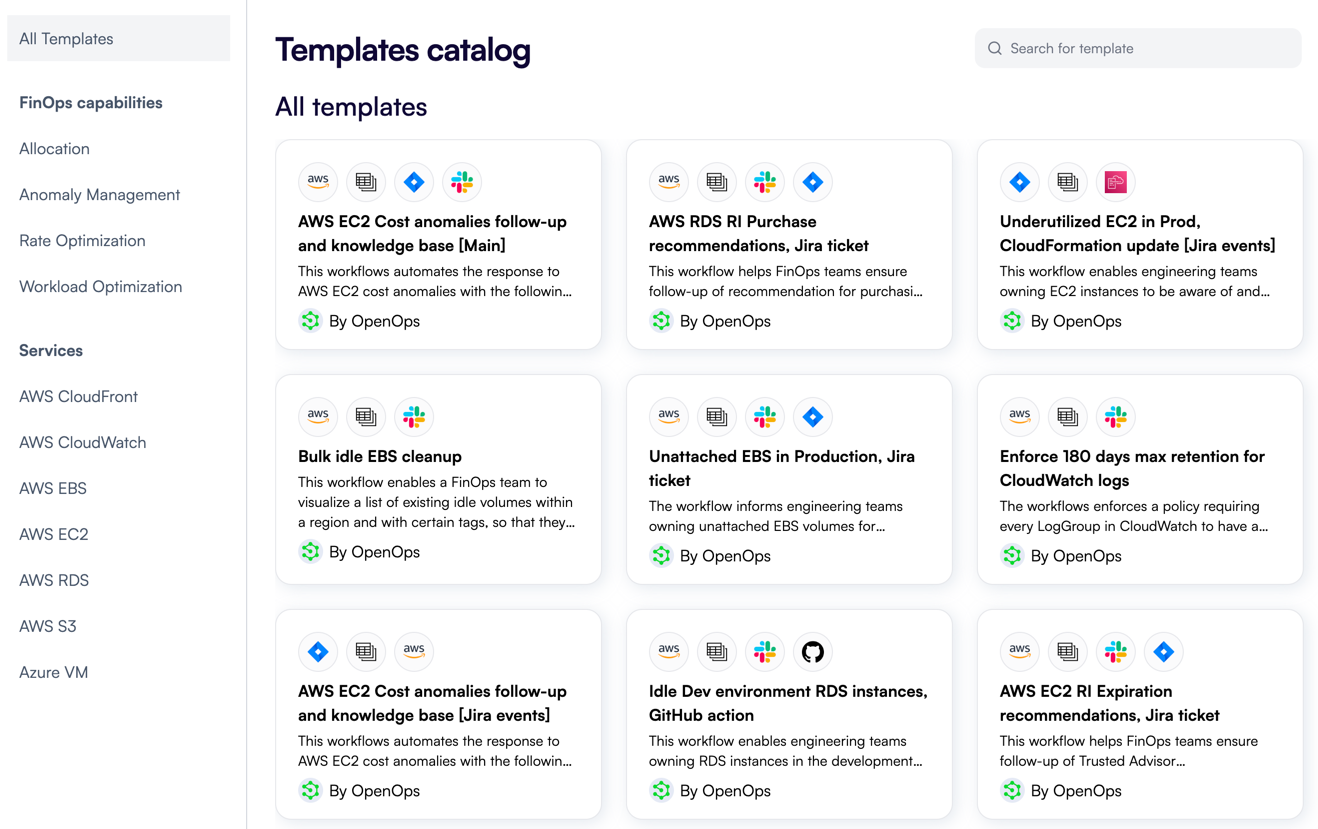 All Templates
FinOps capabilities
Allocation
Anomaly Management
Rate Optimization
Workload Optimization
Services
AWS CloudFront
AWS CloudWatch
AWS EBS
AWS EC2
AWS RDS
AWS S3
Azure VM
Templates catalog
Search for template
All templates
aws
AWS EC2 Cost anomalies follow-up
and knowledge base [Main]
This workflows automates the response to
AWS EC2 cost anomalies with the followin...
By OpenOps
aws
AWS RDS RI Purchase
recommendations, Jira ticket
This workflow helps FinOps teams ensure
follow-up of recommendation for purchasi...
By OpenOps
Underutilized EC2 in Prod,
CloudFormation update [Jira events]
This workflow enables engineering teams
owning EC2 instances to be aware of and...
By OpenOps
aws
Bulk idle EBS cleanup
This workflow enables a FinOps team to
visualize a list of existing idle volumes within
a region and with certain tags, so that they...
By OpenOps
aws
Unattached EBS in Production, Jira
ticket
The workflow informs engineering teams
owning unattached EBS volumes for...
By OpenOps
aws
Enforce 180 days max retention for
CloudWatch logs
The workflows enforces a policy requiring
every LogGroup in CloudWatch to have a...
By OpenOps
aws
AWS EC2 Cost anomalies follow-up
and knowledge base [Jira events]
This workflows automates the response to
AWS EC2 cost anomalies with the followin...
By OpenOps
aws
Idle Dev environment RDS instances,
GitHub action
This workflow enables engineering teams
owning RDS instances in the development...
By OpenOps
aws
AWS EC2 RI Expiration
recommendations, Jira ticket
This workflow helps FinOps teams ensure
follow-up of Trusted Advisor...
By OpenOps